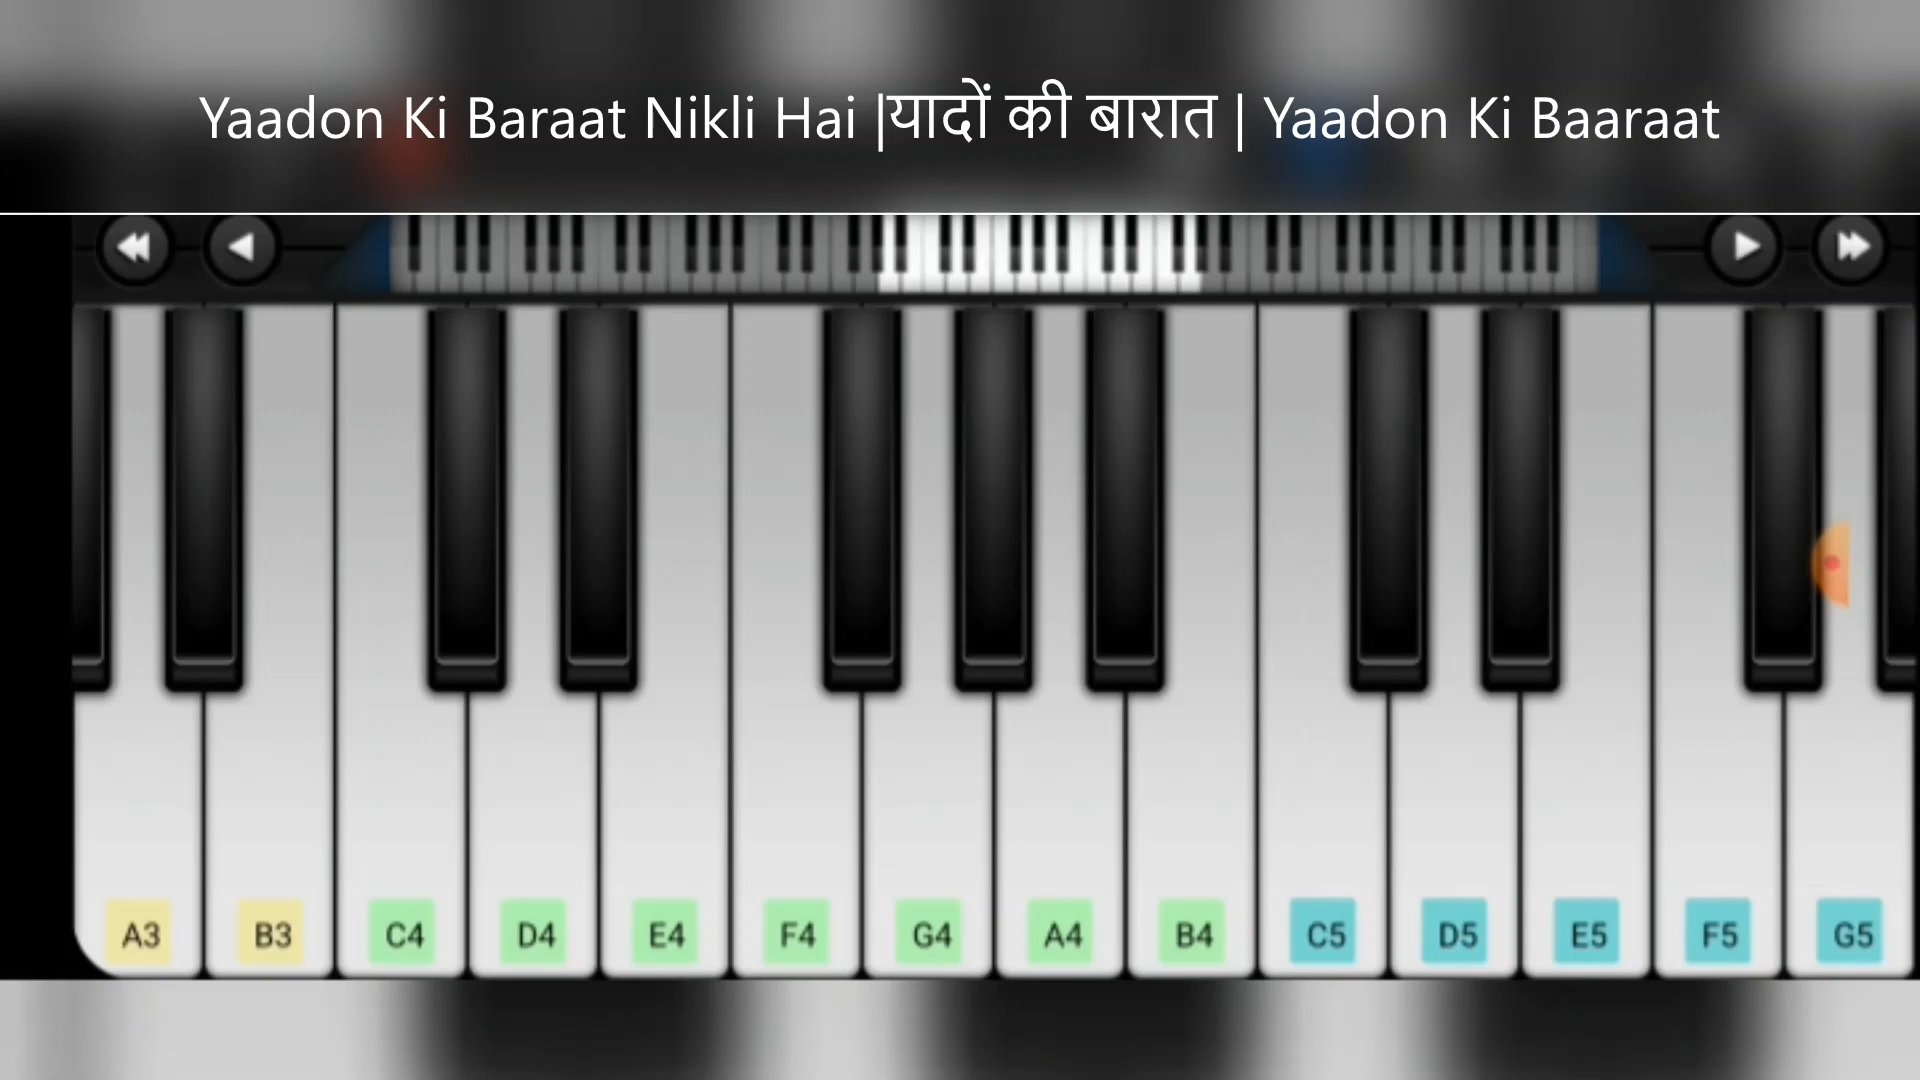 Yaadon Ki Baraat Nikli Hai |यादों की बारात | Yaadon Ki Baaraat
A3 B3 C4 D4 E4 F4 G4 A4 B4 C5 D5 E5 F5 G5